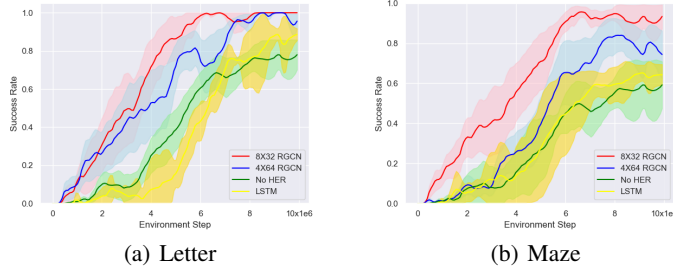 1.0
0.8
0.6
0.4
0.2
0.0
Success Rate
0 2 4 6 8 10x1e6
Environment Step
8X32 RGCN
4X64 RGCN
No HER
LSTM
(a) Letter
1.0
0.8
0.6
0.4
0.2
0.0
Success Rate
0 2 4 6 8 10x1e6
Environment Step
8X32 RGCN
4X64 RGCN
No HER
LSTM
(b) Maze